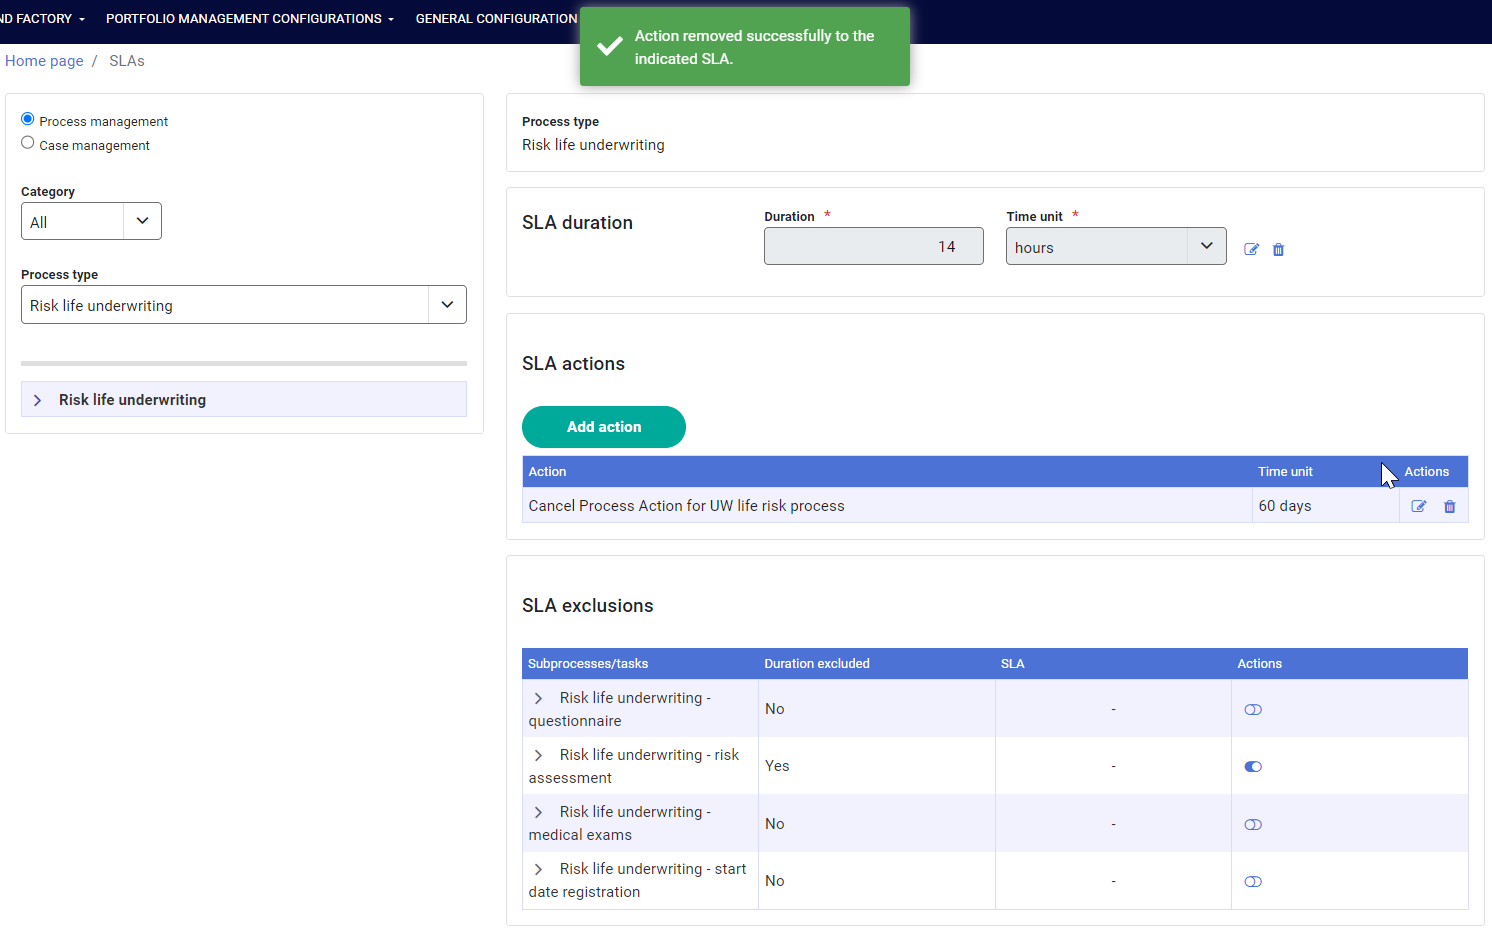 ND FACTORY
PORTFOLIO MANAGEMENT CONFIGURATIONS
GENERAL CONFIGURATION
Action removed successfully to the
indicated SLA.
Home page / SLAs
Process management
Case management
Category
All
Process type
Risk life underwriting
Risk life underwriting
Process type
Risk life underwriting
SLA duration
Duration *
14
Time unit *
hours
SLA actions
Add action
Action Time unit Actions
Cancel Process Action for UW life risk process 60 days
SLA exclusions
Subprocesses/tasks Duration excluded SLA Actions
Risk life underwriting -
questionnaire
No -
Risk life underwriting - risk
assessment
Yes -
Risk life underwriting -
medical exams
No -
Risk life underwriting - start
date registration
No -